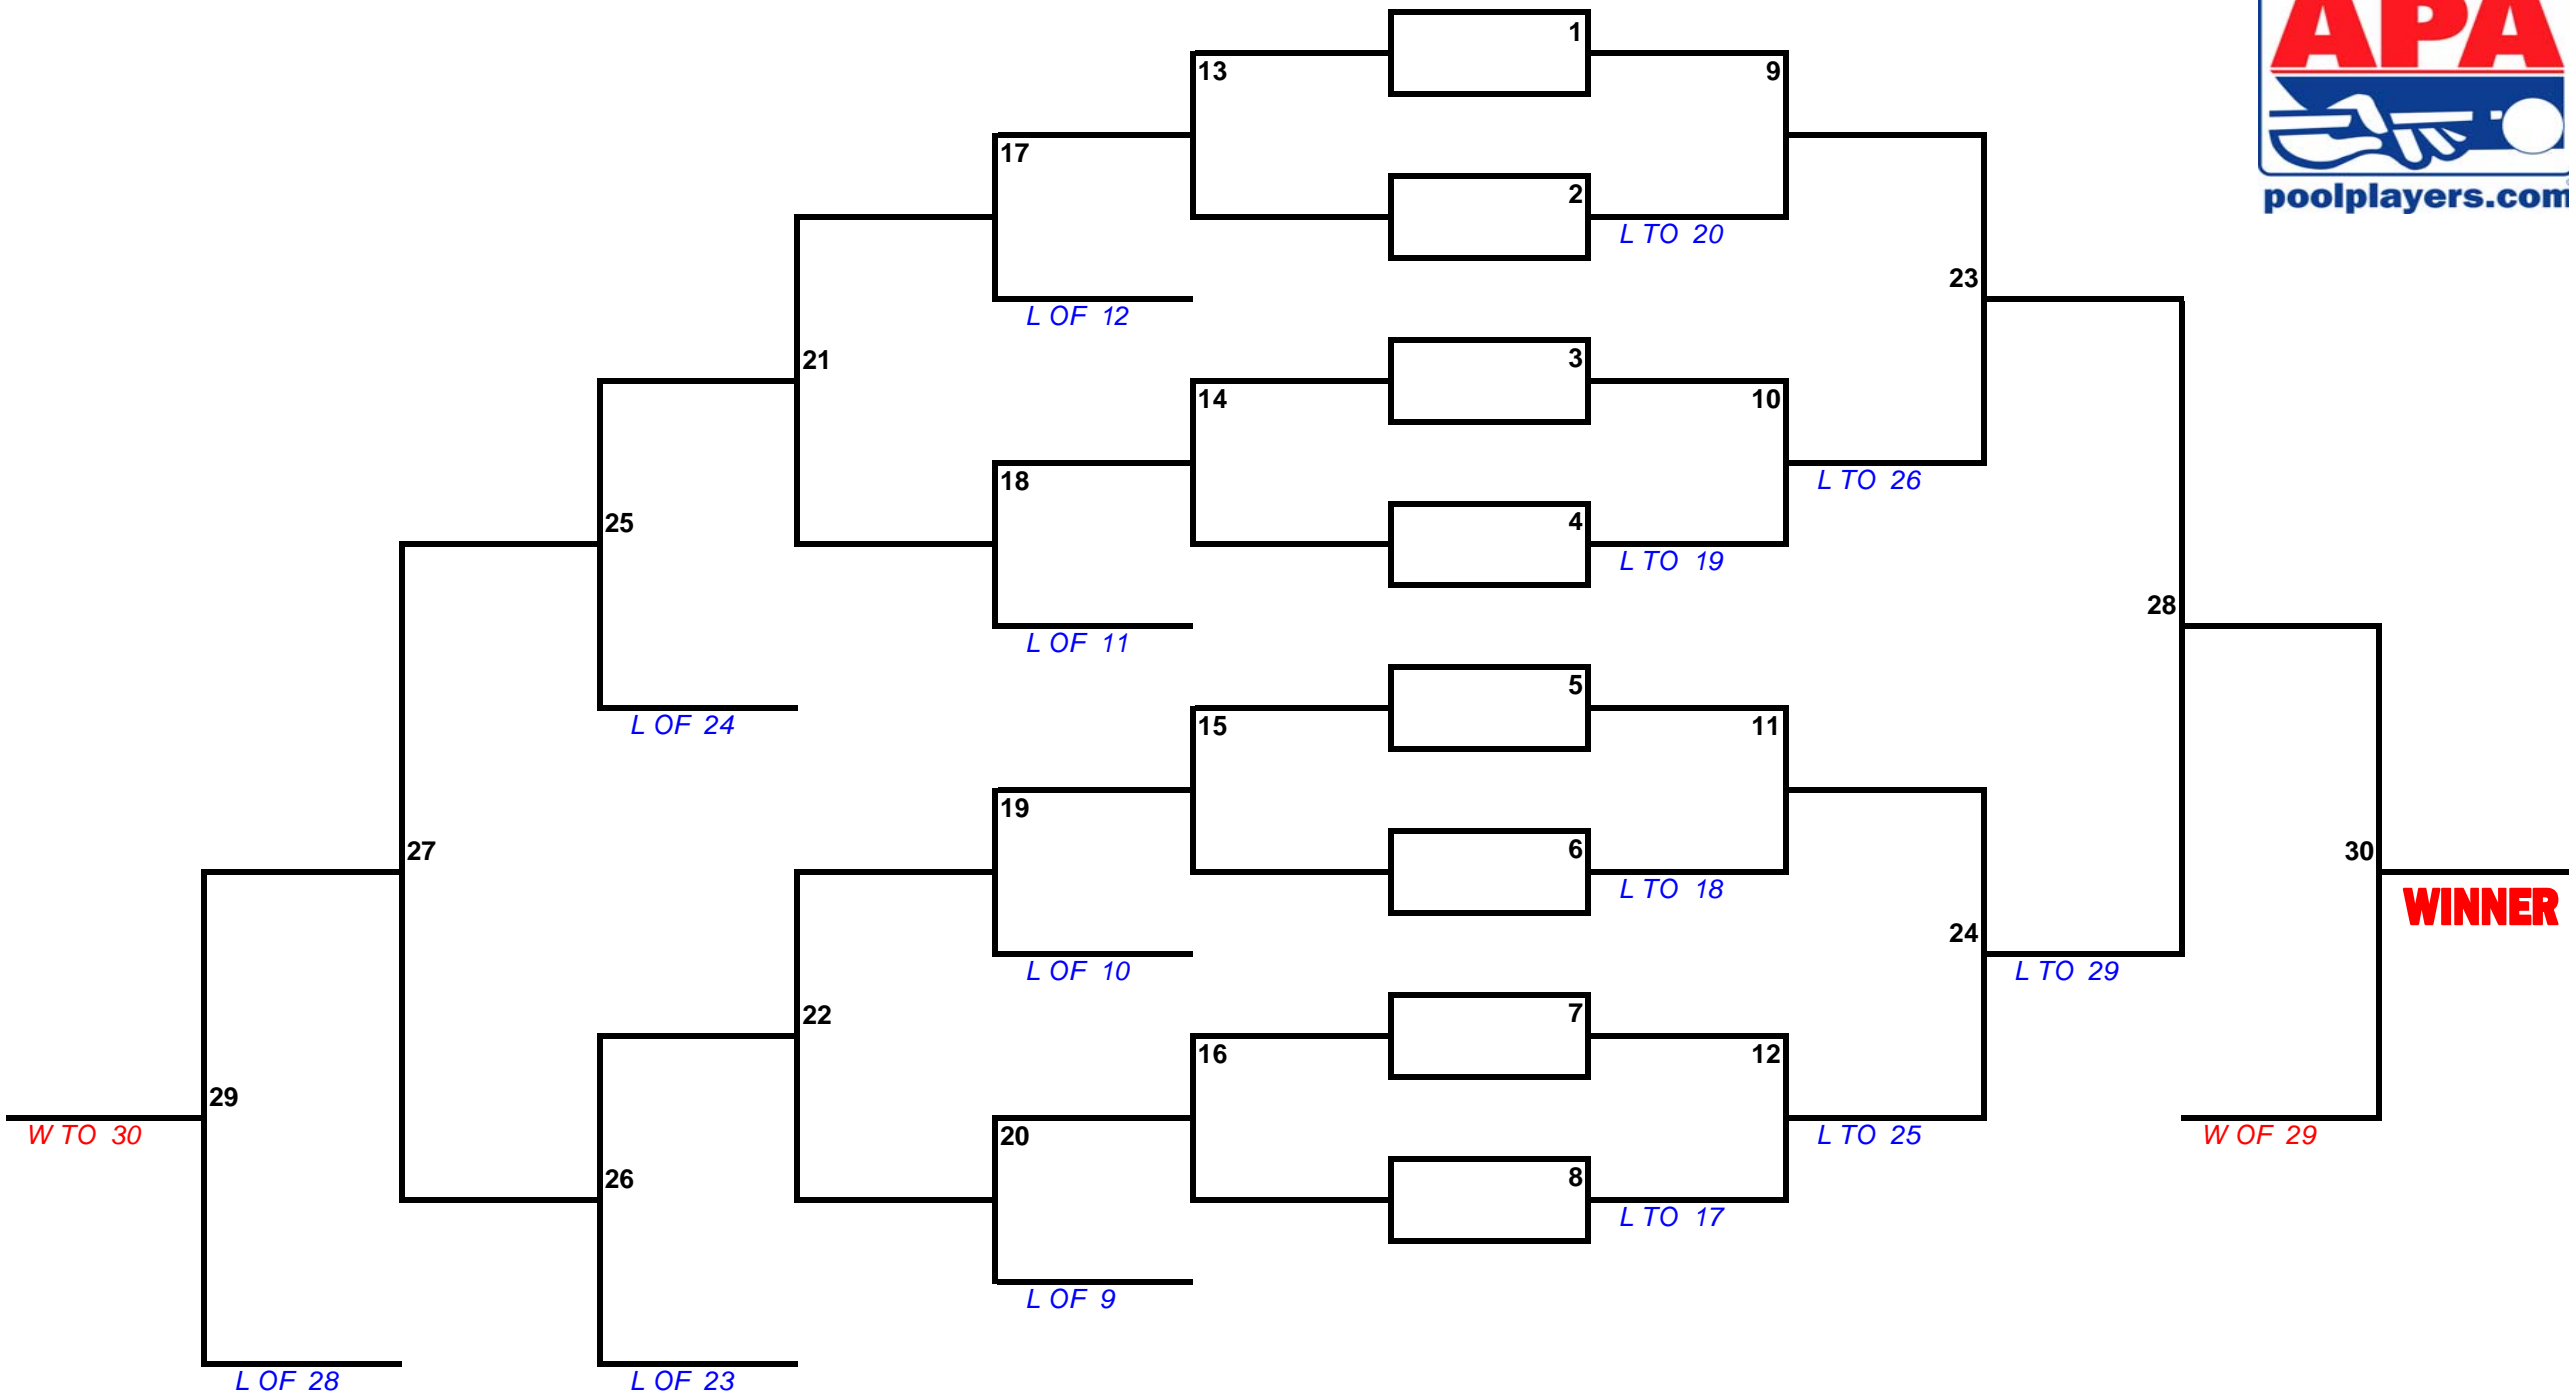 APA
poolplayers.com
1
13
9
17
2
L TO 20
23
L OF 12
3
21
14
10
18
L TO 26
4
25
L TO 19
28
L OF 11
5
L OF 24
15
11
19
27
6
30
L TO 18
WINNER
24
L OF 10
L TO 29
7
22
16
12
29
W TO 30
20
L TO 25
W OF 29
26
8
L TO 17
L OF 9
L OF 28
L OF 23